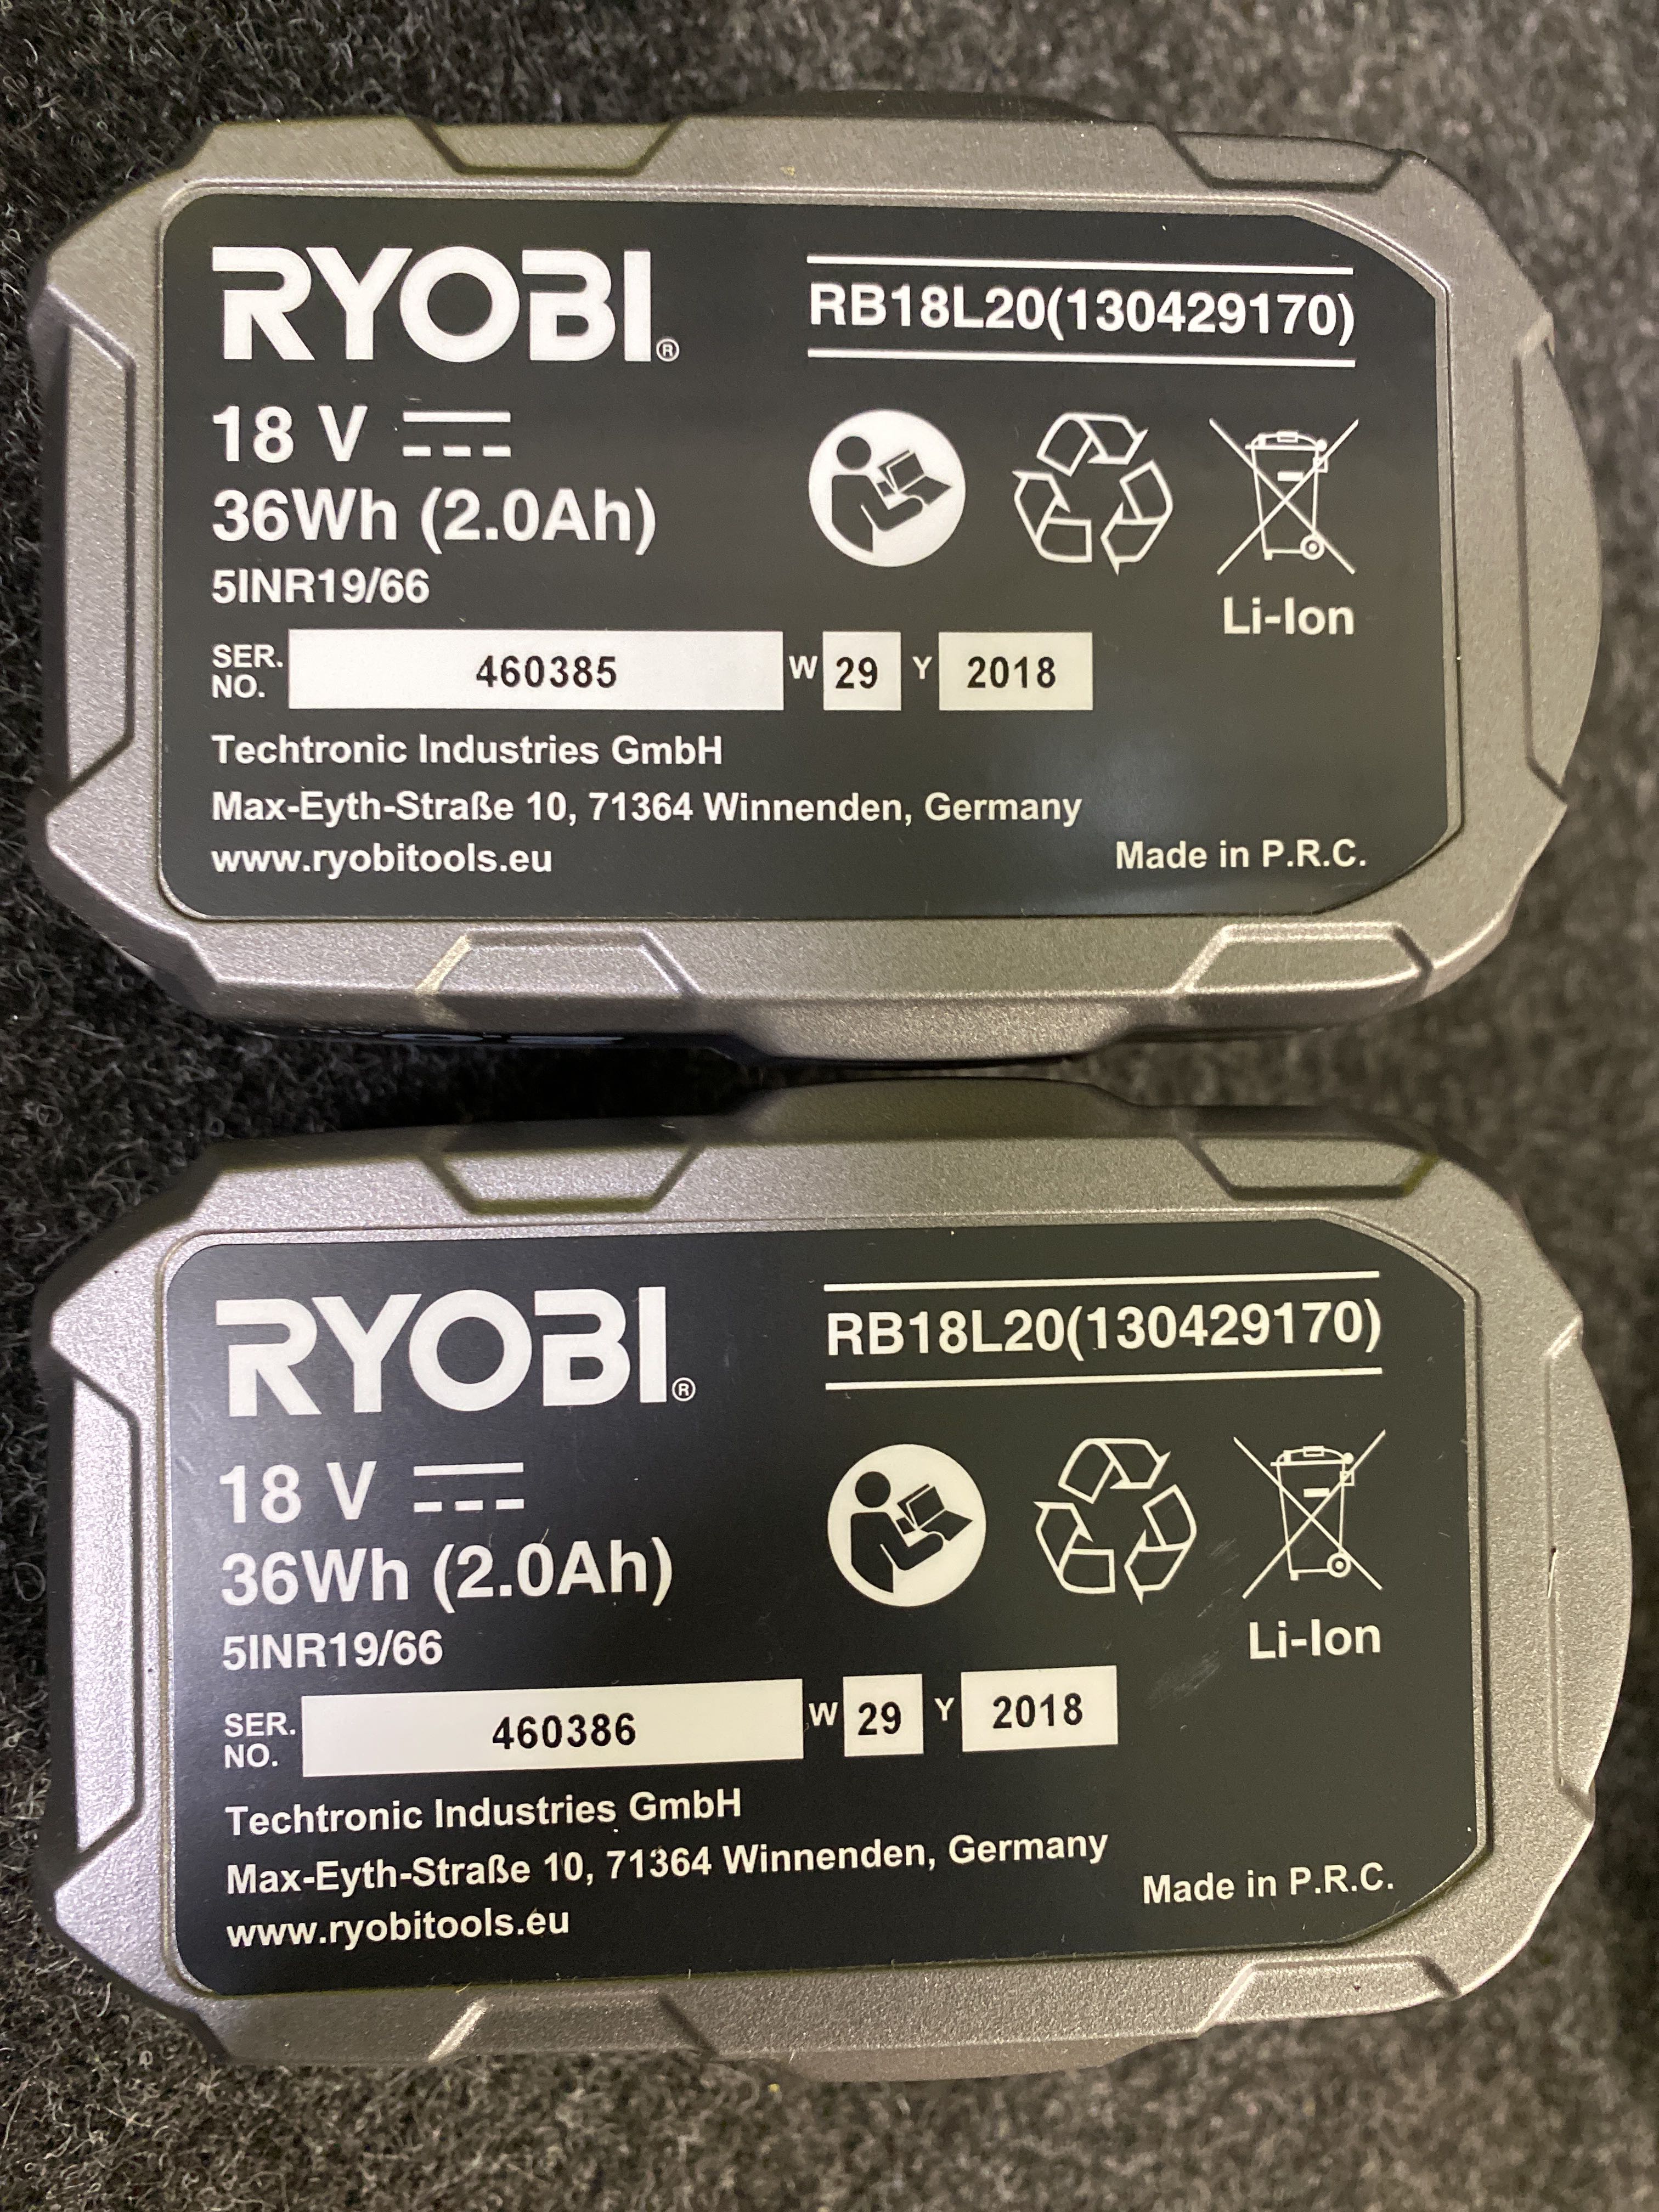 RYOBI®
RB18L20(130429170)
18 V
36Wh (2.0Ah)
5INR19/66
Li-Ion
SER. NO. 460385 W 29 Y 2018
Techtronic Industries GmbH
Max-Eyth-Straße 10, 71364 Winnenden, Germany
www.ryobitools.eu
Made in P.R.C.
RYOBI®
RB18L20(130429170)
18 V
36Wh (2.0Ah)
5INR19/66
Li-Ion
SER. NO. 460386 W 29 Y 2018
Techtronic Industries GmbH
Max-Eyth-Straße 10, 71364 Winnenden, Germany
www.ryobitools.eu
Made in P.R.C.